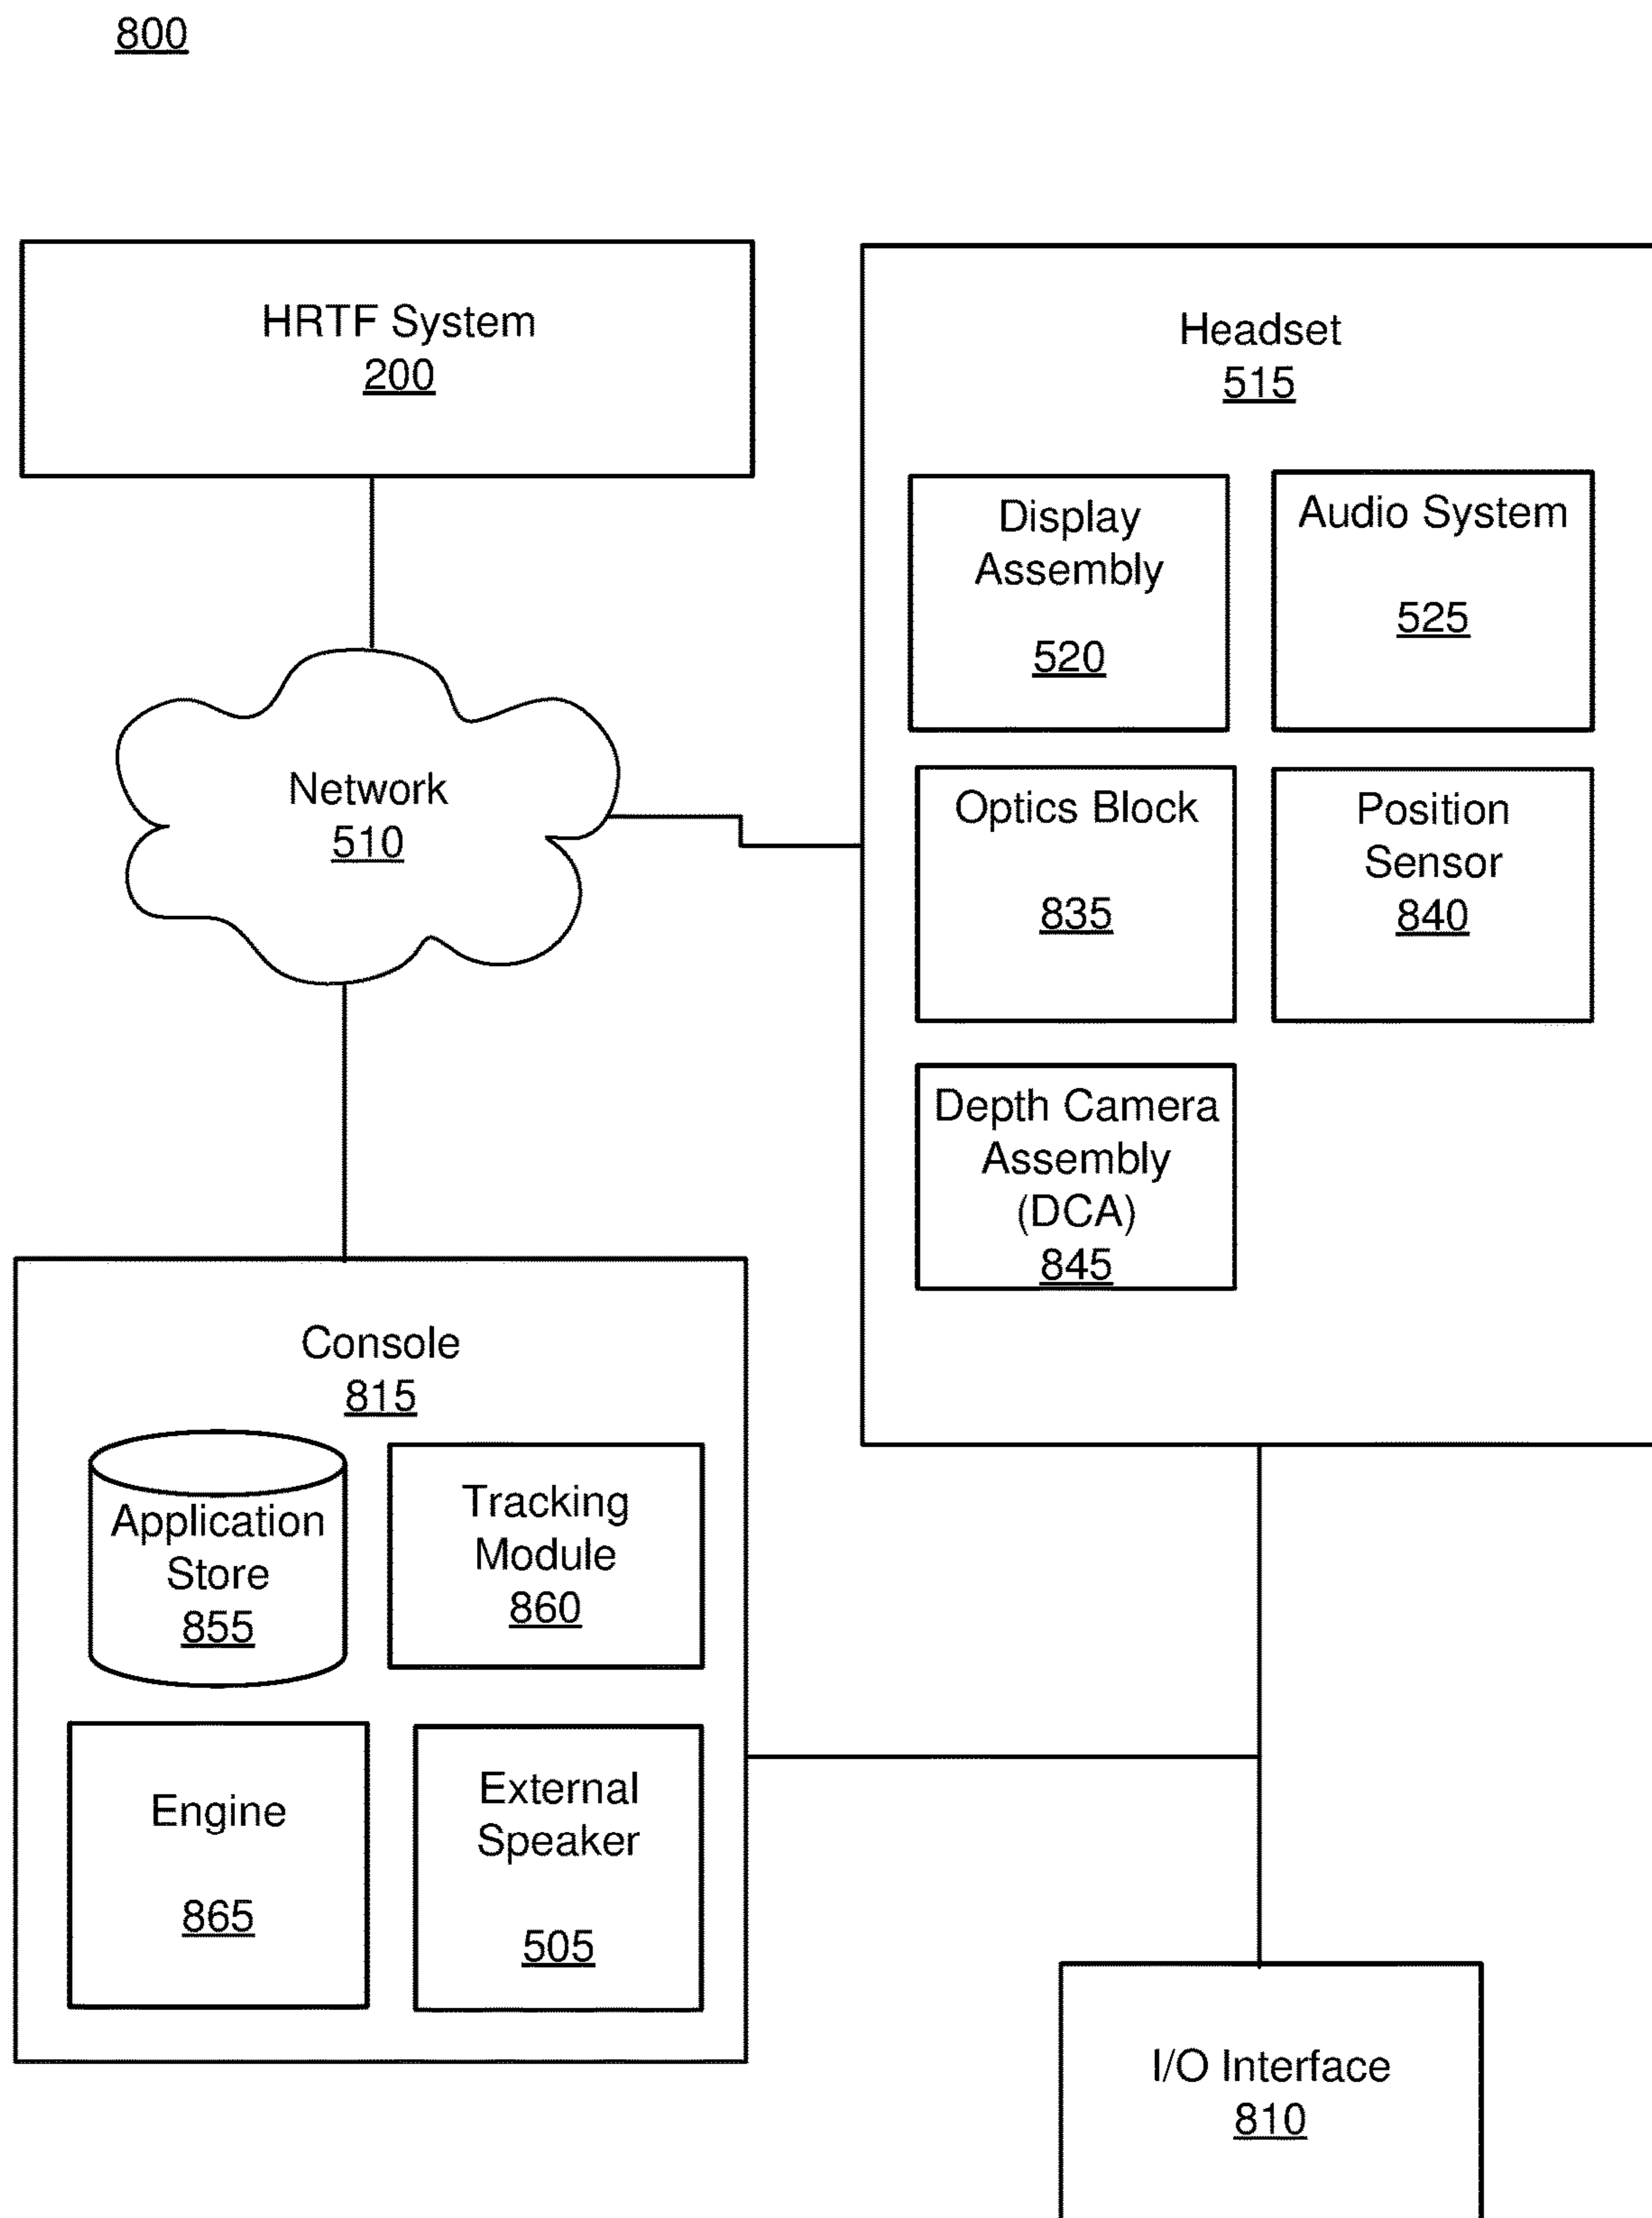 800
HRTF System
200
Headset
515
Display
Assembly
520
Audio System
525
Optics Block
835
Position
Sensor
840
Depth Camera
Assembly
(DCA)
845
Network
510
Console
815
Application
Store
855
Tracking
Module
860
Engine
865
External
Speaker
505
I/O Interface
810